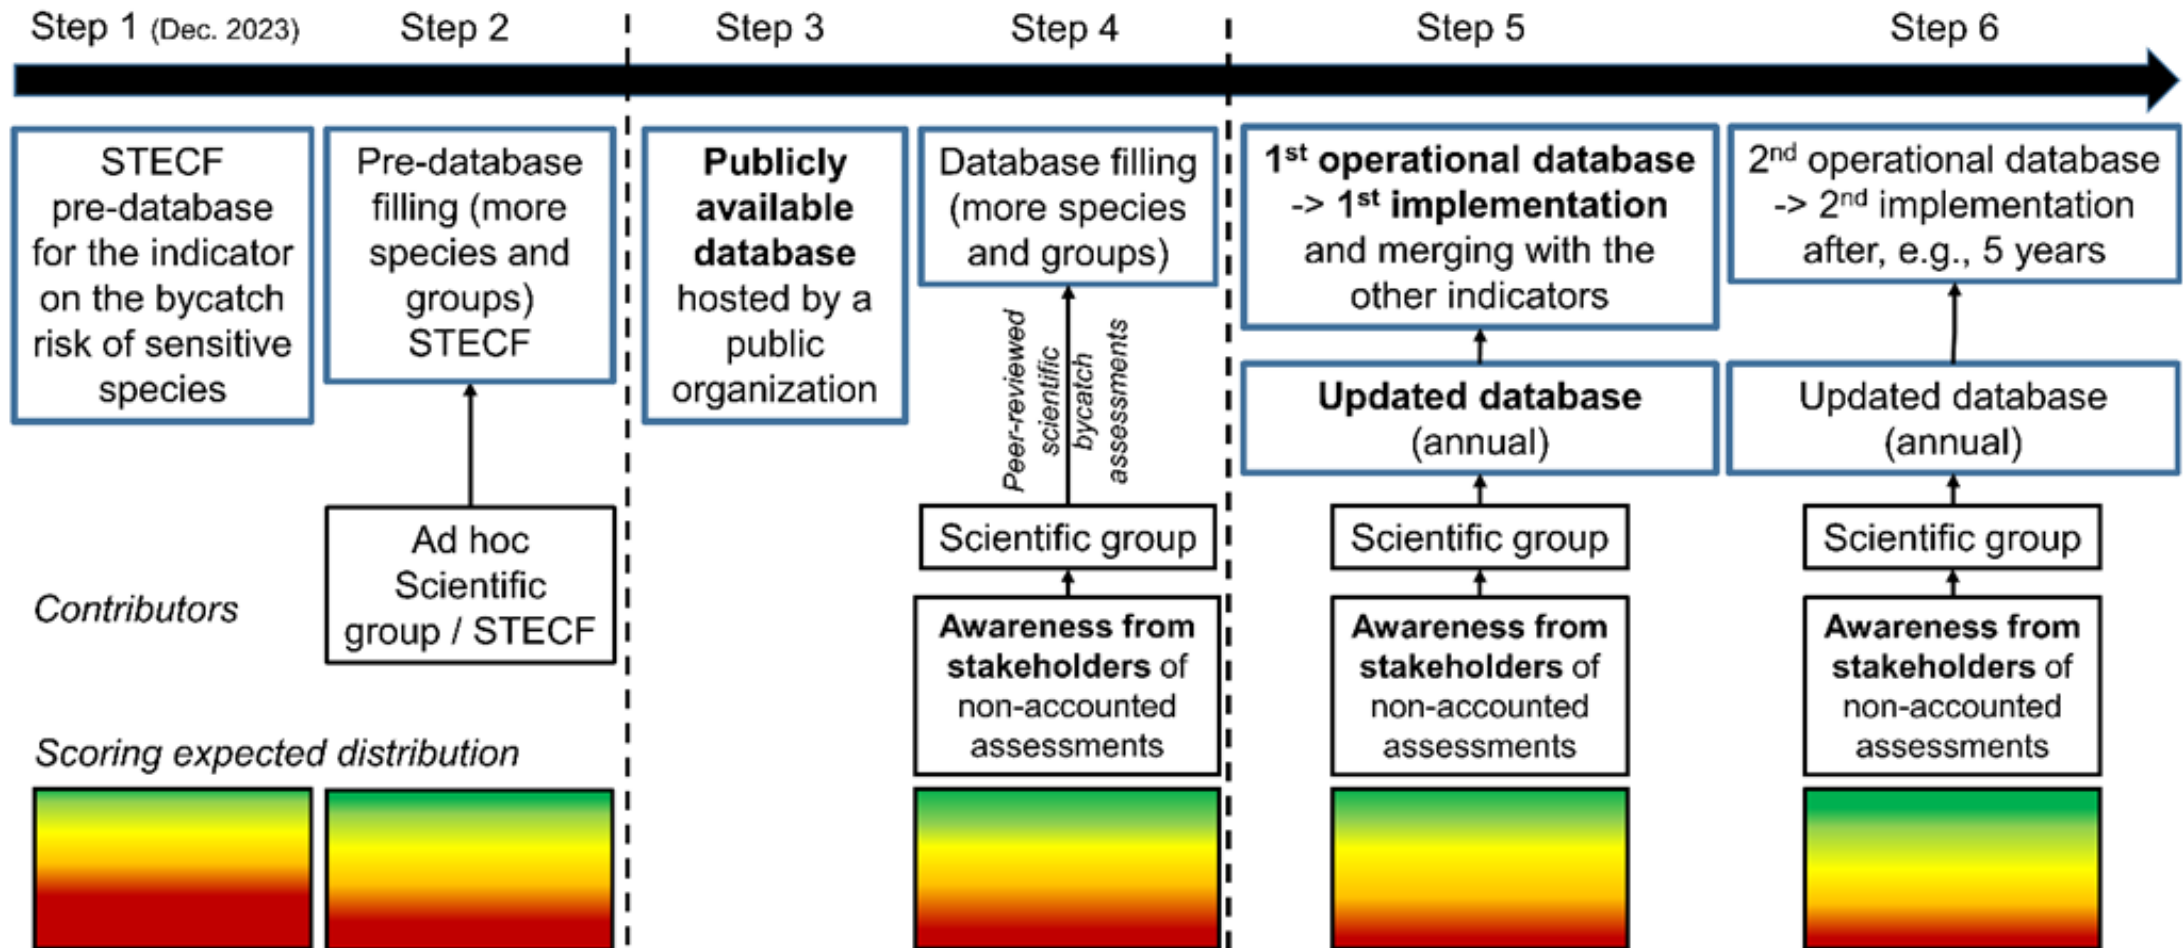 Step 1 (Dec. 2023)
Step 2
Step 3
Step 4
Step 5
Step 6
STECF
pre-database
for the indicator
on the bycatch
risk of sensitive
species
Pre-database
filling (more
species and
groups)
STECF
Publicly
available
database
hosted by a
public
organization
Database filling
(more species
and groups)
1st operational database
-> 1st implementation
and merging with the
other indicators
2nd operational database
-> 2nd implementation
after, e.g., 5 years
Peer-reviewed
scientific
bycatch
assessments
Updated database
(annual)
Updated database
(annual)
Contributors
Ad hoc
Scientific
group / STECF
Scientific group
Scientific group
Scientific group
Awareness from
stakeholders of
non-accounted
assessments
Awareness from
stakeholders of
non-accounted
assessments
Awareness from
stakeholders of
non-accounted
assessments
Scoring expected distribution